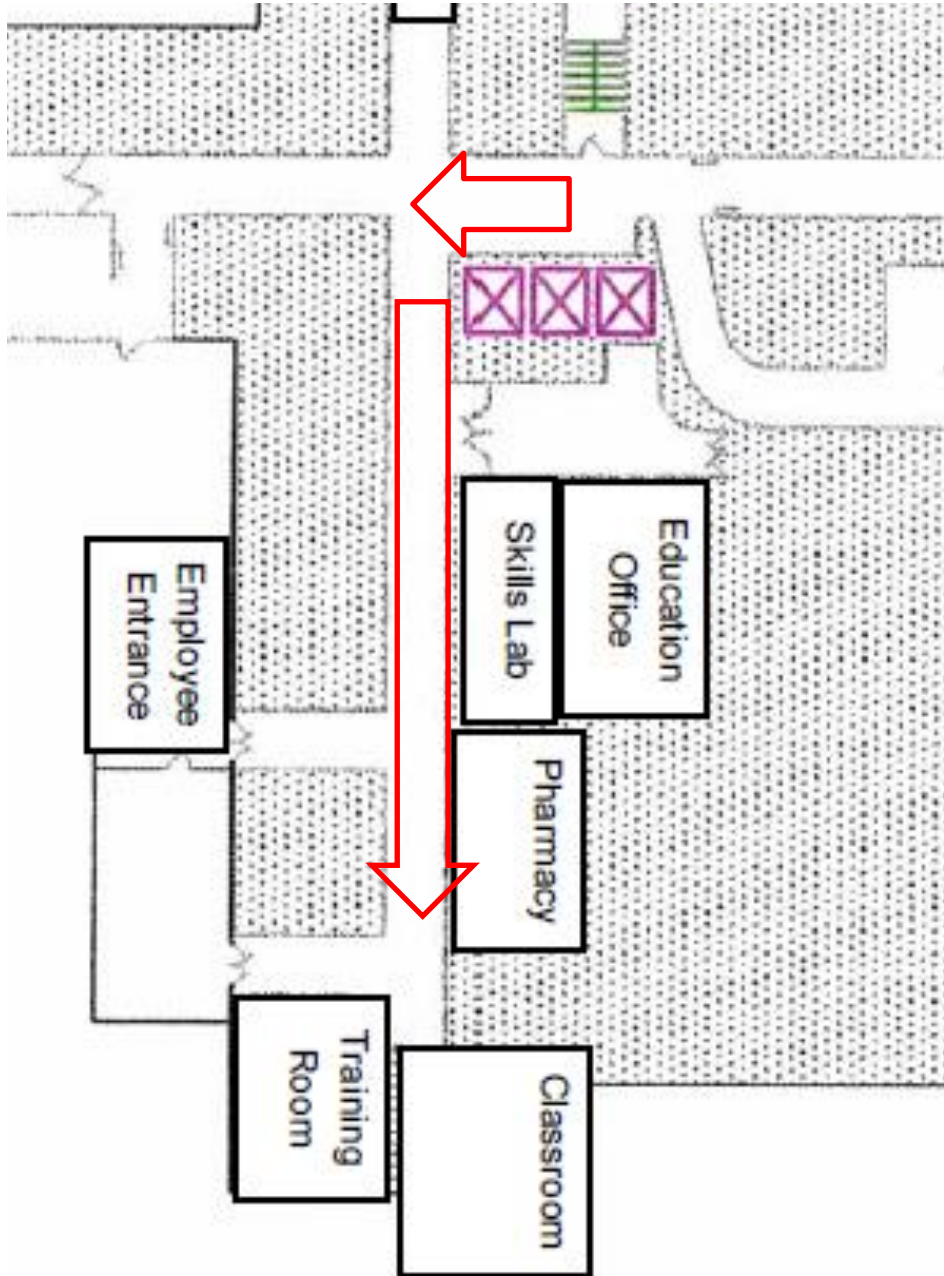 Education
Office
Skills Lab
Employee
Entrance
Pharmacy
Training
Room
Classroom